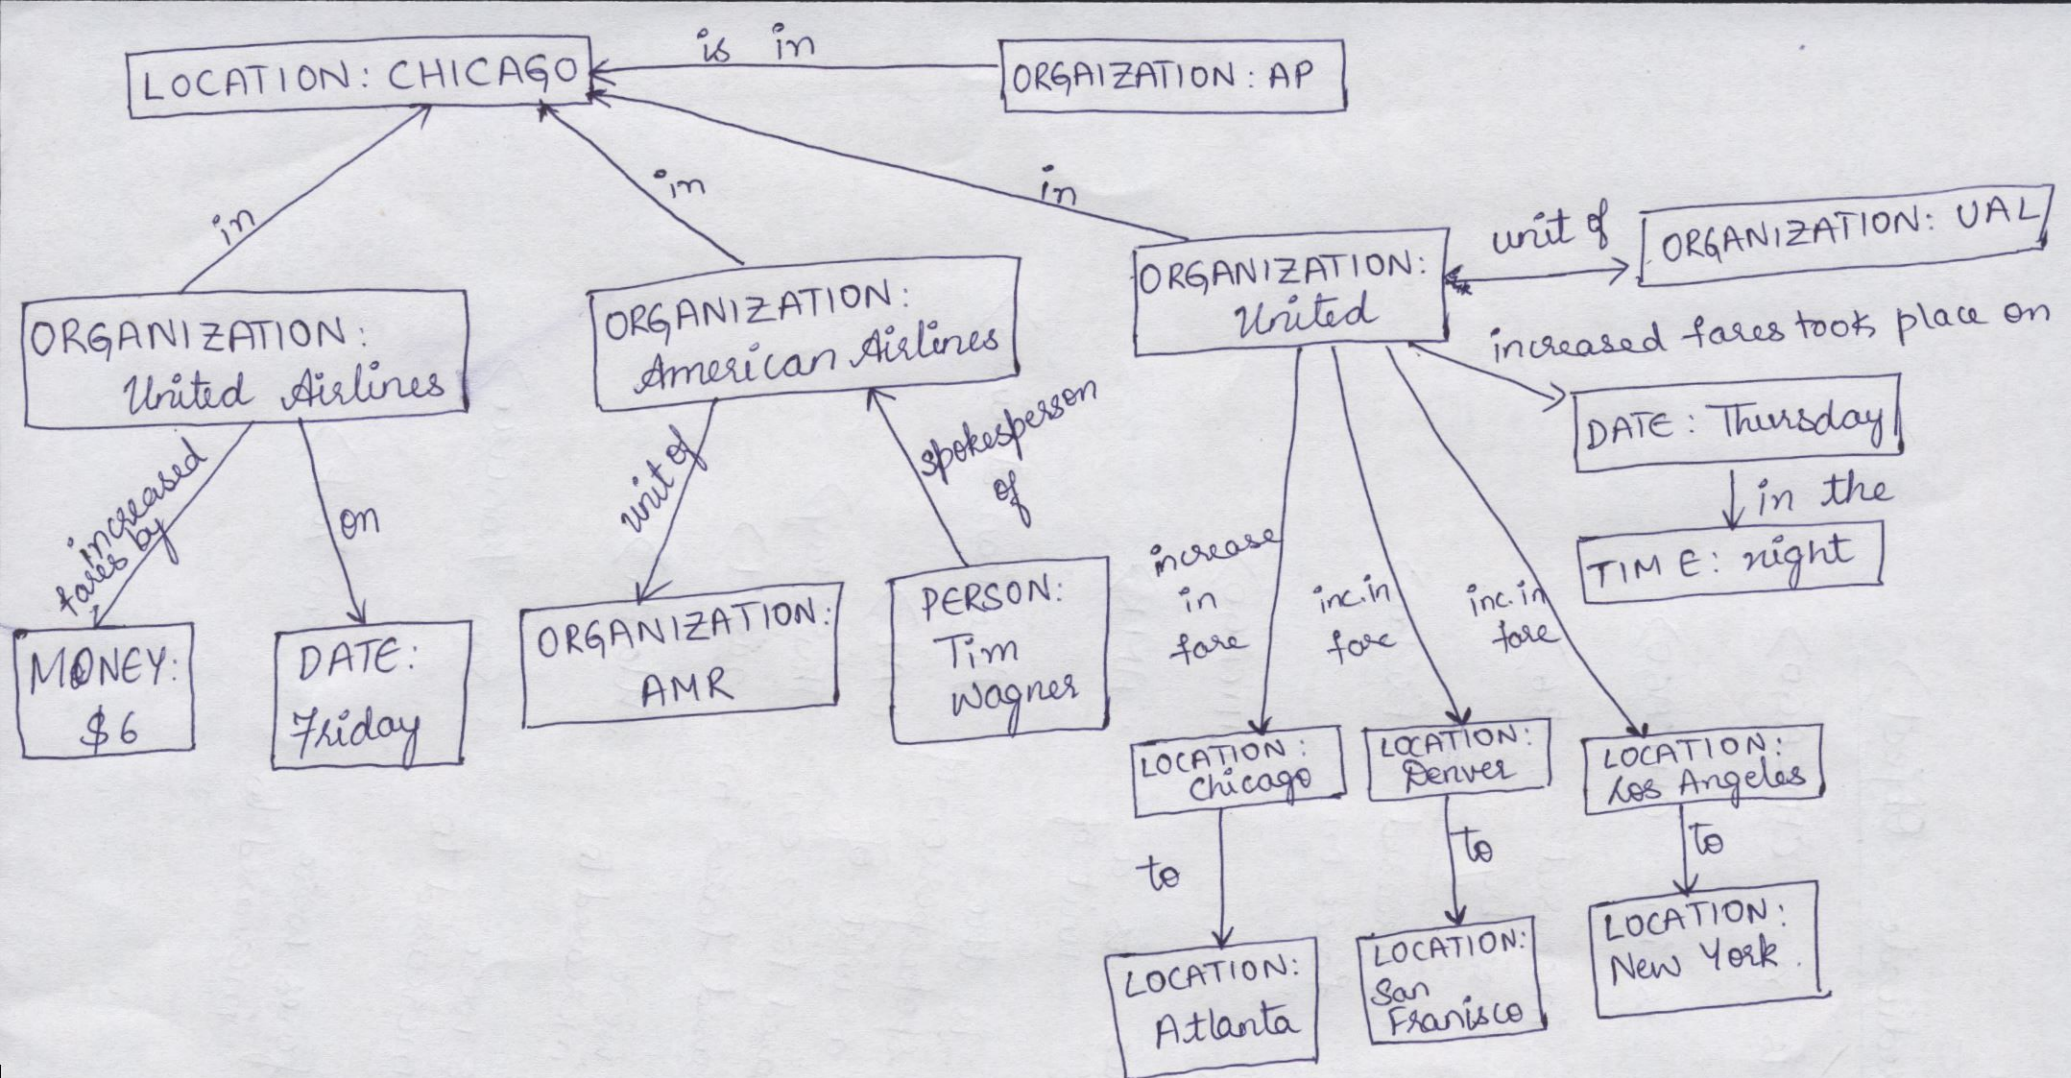 is in
LOCATION: CHICAGO
ORGAIZATION: AP
in
in
in
unit of
ORGANIZATION: UAL
ORGANIZATION:
United
ORGANIZATION:
United Airlines
ORGANIZATION:
American Airlines
increased fares took place on
DATE: Thursday
in the
TIME: night
increased
fares by
on
unit of
spokesperson
of
increase
in
fare
inc. in
fare
inc. in
fare
MONEY:
$6
DATE:
Friday
ORGANIZATION:
AMR
PERSON:
Tim
Wagner
LOCATION:
Chicago
LOCATION:
Denver
LOCATION:
Los Angeles
to
to
to
LOCATION:
Atlanta
LOCATION:
San
Franisco
LOCATION:
New York.